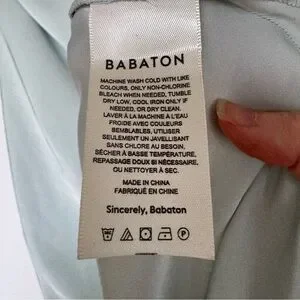 BABATON
MACHINE WASH COLD WITH LIKE
COLOURS, ONLY NON-CHLORINE
BLEACH WHEN NEEDED, TUMBLE
DRY LOW, COOL IRON ONLY IF
NEEDED, OR DRY CLEAN.
LAVER À LA MACHINE À L'EAU
FROIDE AVEC COULEURS
SEMBLABLES, UTILISER
SEULEMENT UN JAVELLISANT
SANS CHLORE AU BESOIN,
SÉCHER À BASSE TEMPÉRATURE,
REPASSAGE DOUX SI NÉCESSAIRE,
OU NETTOYER À SEC.
MADE IN CHINA
FABRIQUÉ EN CHINE
Sincerely, Babaton
P